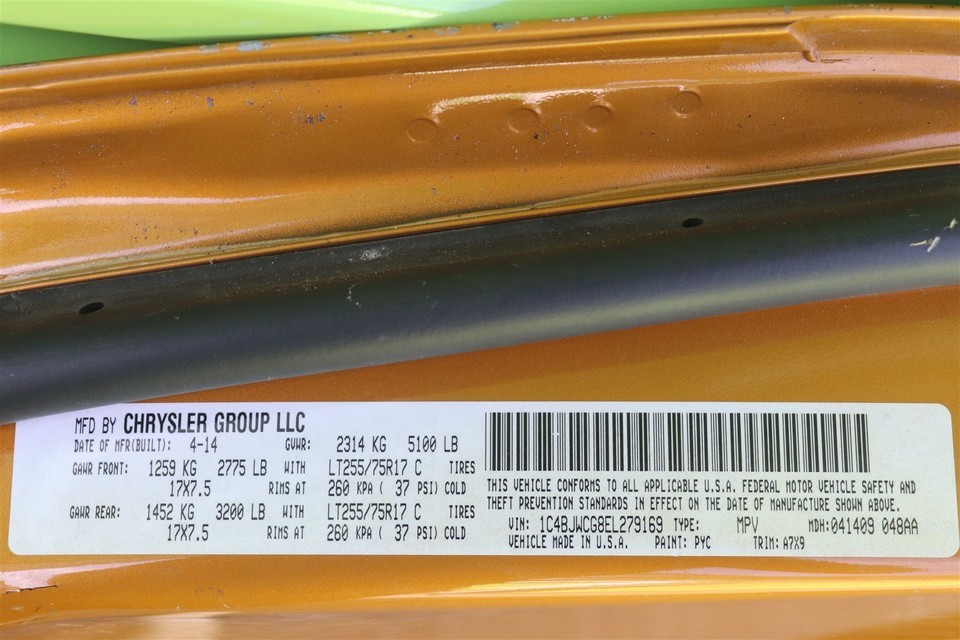 MFD BY CHRYSLER GROUP LLC
DATE OF MFR(BUILT): 4-14 GVWR: 2314 KG 5100 LB
GAWR FRONT: 1259 KG 2775 LB WITH LT255/75R17 C TIRES
17X7.5 RIMS AT 260 KPA ( 37 PSI) COLD
GAWR REAR: 1452 KG 3200 LB WITH LT255/75R17 C TIRES
17X7.5 RIMS AT 260 KPA ( 37 PSI) COLD
THIS VEHICLE CONFORMS TO ALL APPLICABLE U.S.A. FEDERAL MOTOR VEHICLE SAFETY AND
THEFT PREVENTION STANDARDS IN EFFECT ON THE DATE OF MANUFACTURE SHOWN ABOVE.
VIN: 1C4BJWCG8EL279169 TYPE: MPV MDH:041409 048AA
VEHICLE MADE IN U.S.A. PAINT: PYC TRIM: A7X9